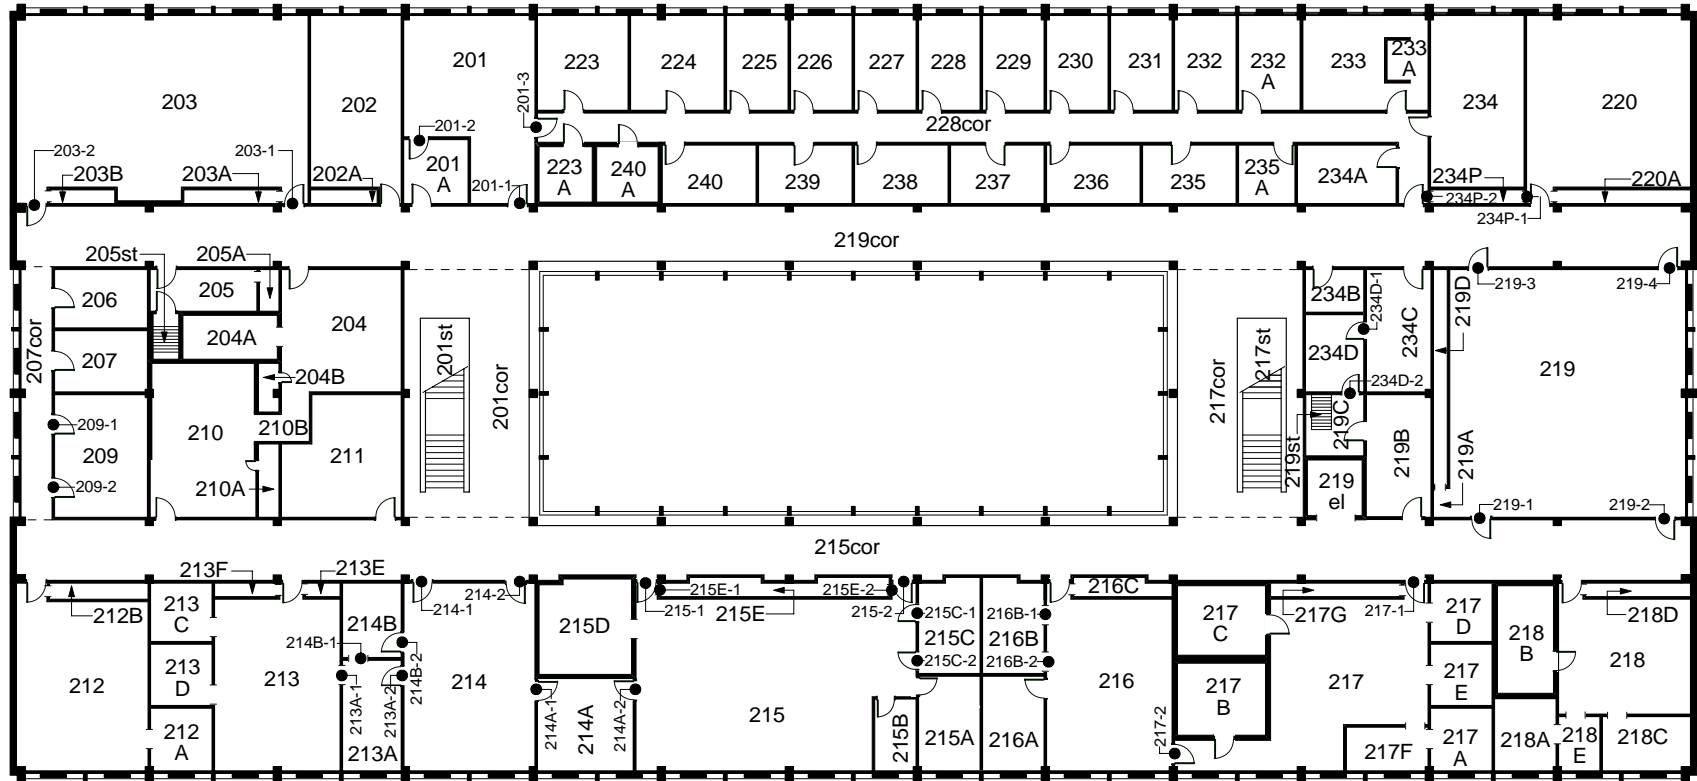 203
202
201
201-3
223
224
225
226
227
228
229
230
231
232
232
A
233
233
A
234
220
228cor
203-2
203B
203A
203-1
202A
201-2
201
A
201-1
223
A
240
A
240
239
238
237
236
235
235
A
234A
234P
234P-2
234P-1
220A
219cor
205st
205A
206
205
204
204A
207cor
207
204B
201st
201cor
217cor
217st
234B
234D-1
234D
234C
219D
219-3
219-4
219
234D-2
209-1
209
209-2
210
210B
210A
211
219st
219C
219B
219A
219
el
219-1
219-2
215cor
213F
213E
212B
213
C
213
D
212
212
A
213
214B
214B-1
214B-2
213A-1
213A-2
213A
214-1
214-2
214
215D
214A-1
214A
214A-2
215-1
215E-1
215E
215E-2
215-2
215
215B
215C-1
215C
215C-2
215A
216B-1
216B
216B-2
216A
216C
216
217-2
217
C
217
B
217G
217-1
217
217F
217
D
217
E
217
A
218
B
218A
218D
218
218
E
218C